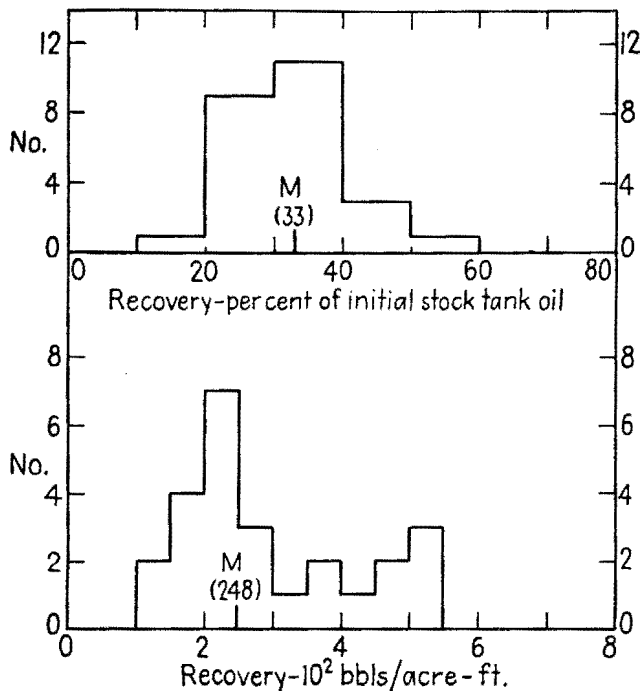 12 12
8 8
No.
4 M 4
(33)
0 0
0 20 40 60 80
Recovery-percent of initial stock tank oil
8 8
6 6
No.
4 4
2 M 2
(248)
0 0
0 2 4 6 8
Recovery-10² bbls/acre-ft.